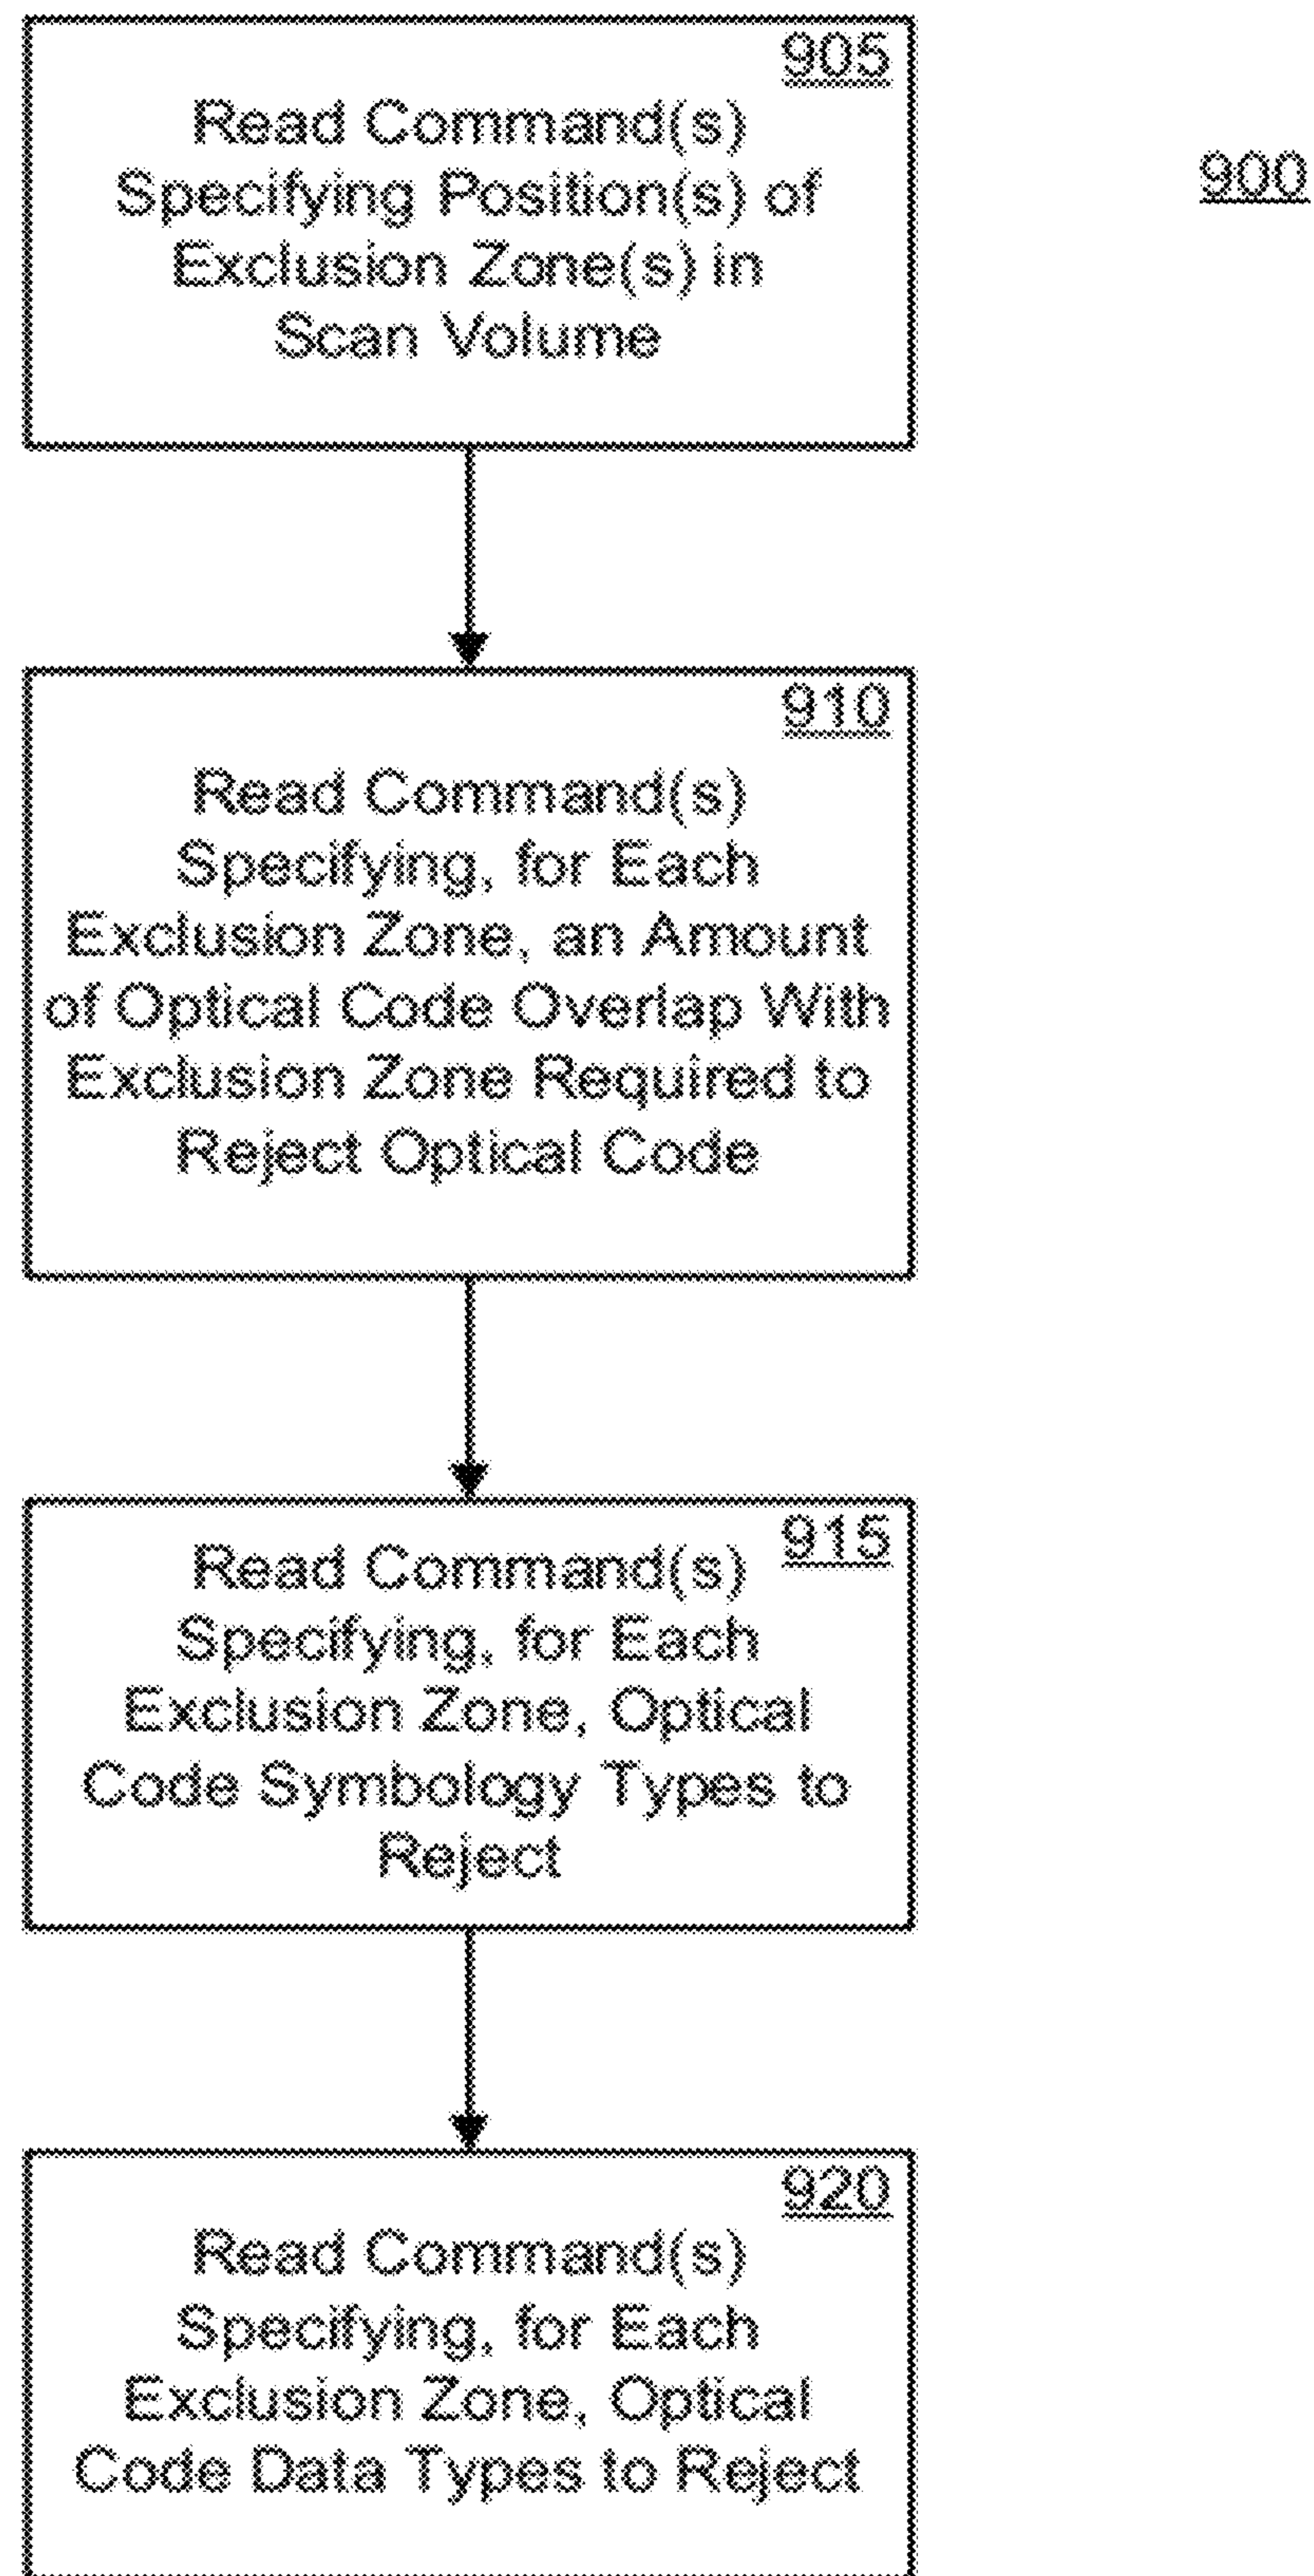 905
Read Command(s)
Specifying Position(s) of
Exclusion Zone(s) in
Scan Volume
900
910
Read Command(s)
Specifying, for Each
Exclusion Zone, an Amount
of Optical Code Overlap With
Exclusion Zone Required to
Reject Optical Code
915
Read Command(s)
Specifying, for Each
Exclusion Zone, Optical
Code Symbology Types to
Reject
920
Read Command(s)
Specifying, for Each
Exclusion Zone, Optical
Code Data Types to Reject